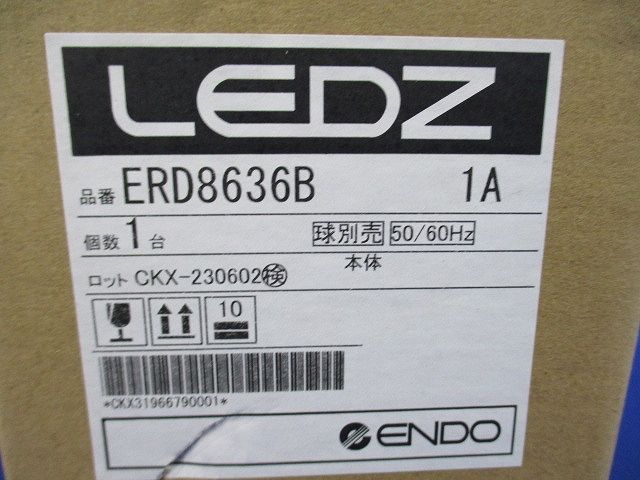 LEDZ
品番 ERD8636B 1A
個数 1 台 球別売 50/60Hz
本体
ロット CKX-230602 検
10
*CKX31966790001*
ENDO